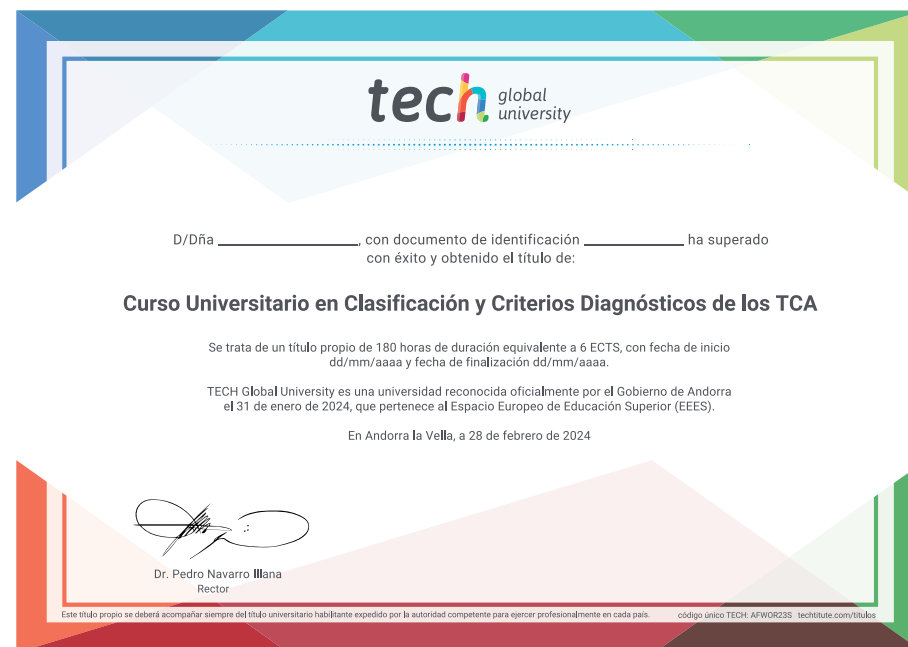 tech global university
D/Dña ____________________, con documento de identificación ______________ ha superado
con éxito y obtenido el título de:
Curso Universitario en Clasificación y Criterios Diagnósticos de los TCA
Se trata de un título propio de 180 horas de duración equivalente a 6 ECTS, con fecha de inicio
dd/mm/aaaa y fecha de finalización dd/mm/aaaa.
TECH Global University es una universidad reconocida oficialmente por el Gobierno de Andorra
el 31 de enero de 2024, que pertenece al Espacio Europeo de Educación Superior (EEES).
En Andorra la Vella, a 28 de febrero de 2024
Dr. Pedro Navarro Illana
Rector
Este título propio se deberá acompañar siempre del título universitario habilitante expedido por la autoridad competente para ejercer profesionalmente en cada país. código único TECH: AFWOR23S techtitute.com/titulos